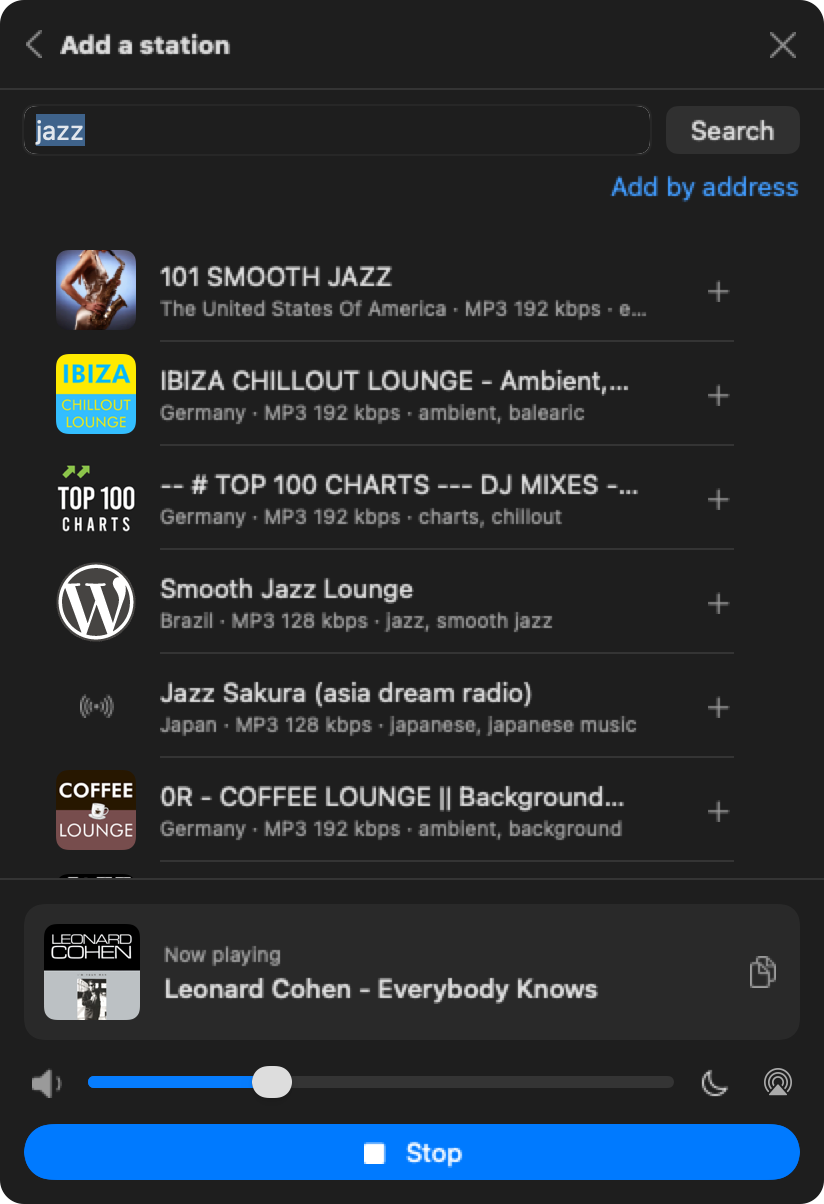 Add a station
jazz
Search
Add by address
101 SMOOTH JAZZ
The United States Of America · MP3 192 kbps · e...
IBIZA
CHILLOUT
LOUNGE
IBIZA CHILLOUT LOUNGE - Ambient,...
Germany · MP3 192 kbps · ambient, balearic
TOP 100
CHARTS
-- # TOP 100 CHARTS --- DJ MIXES -...
Germany · MP3 192 kbps · charts, chillout
W
Smooth Jazz Lounge
Brazil · MP3 128 kbps · jazz, smooth jazz
Jazz Sakura (asia dream radio)
Japan · MP3 128 kbps · japanese, japanese music
COFFEE
LOUNGE
0R - COFFEE LOUNGE || Background...
Germany · MP3 192 kbps · ambient, background
LEONARD
COHEN
Now playing
Leonard Cohen - Everybody Knows
Stop